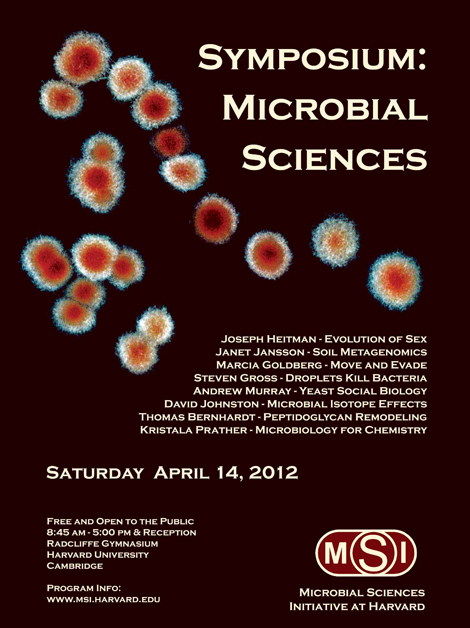 Symposium:
Microbial
Sciences
Joseph Heitman - Evolution of Sex
Janet Jansson - Soil Metagenomics
Marcia Goldberg - Move and Evade
Steven Gross - Droplets Kill Bacteria
Andrew Murray - Yeast Social Biology
David Johnston - Microbial Isotope Effects
Thomas Bernhardt - Peptidoglycan Remodeling
Kristala Prather - Microbiology for Chemistry
Saturday April 14, 2012
Free and Open to the Public
8:45 am - 5:00 pm & Reception
Radcliffe Gymnasium
Harvard University
Cambridge
Program Info:
www.msi.harvard.edu
MSI
Microbial Sciences
Initiative at Harvard